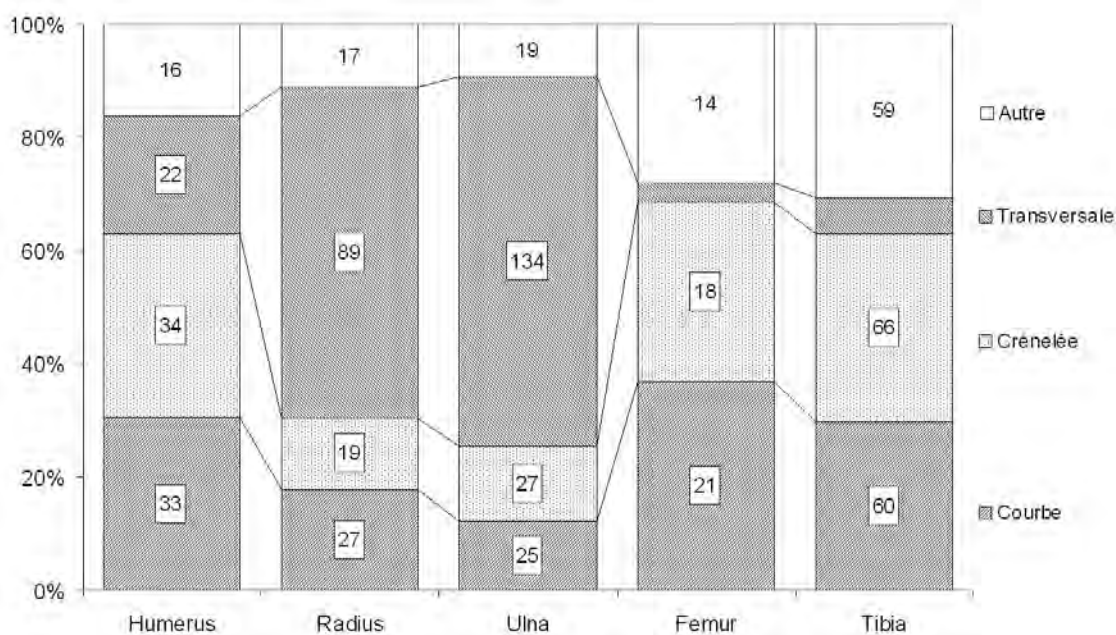 100%
80%
60%
40%
20%
0%
16
17
19
14
59
22
89
134
34
19
27
18
66
33
27
25
21
60
Humerus
Radius
Ulna
Femur
Tibia
Autre
Transversale
Crénelée
Courbe